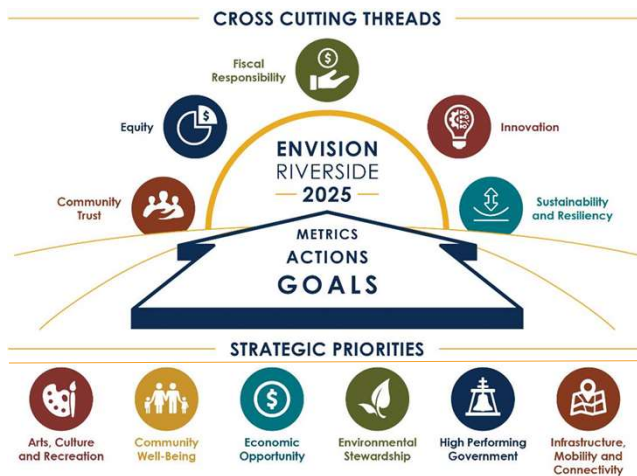 CROSS CUTTING THREADS
Fiscal
Responsibility
$
Equity
$
Innovation
ENVISION
RIVERSIDE
2025
Community
Trust
Sustainability
and Resiliency
METRICS
ACTIONS
GOALS
STRATEGIC PRIORITIES
$
Arts, Culture
and Recreation
Community
Well-Being
Economic
Opportunity
Environmental
Stewardship
High Performing
Government
Infrastructure,
Mobility and
Connectivity